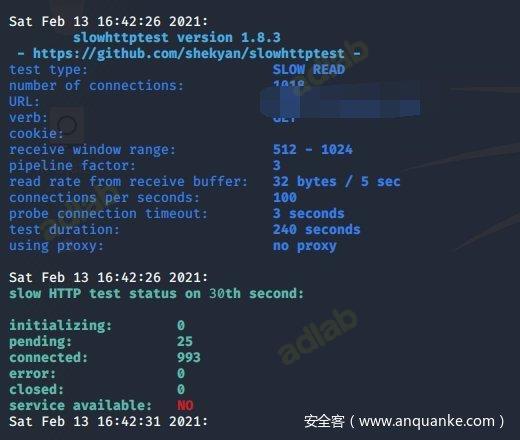 Sat Feb 13 16:42:26 2021:
slowhttptest version 1.8.3
- https://github.com/shekyan/slowhttptest -
test type: SLOW READ
number of connections: 1018
URL:
verb: GET
cookie:
receive window range: 512 - 1024
pipeline factor: 3
read rate from receive buffer: 32 bytes / 5 sec
connections per seconds: 100
probe connection timeout: 3 seconds
test duration: 240 seconds
using proxy: no proxy
Sat Feb 13 16:42:26 2021:
slow HTTP test status on 30th second:
initializing: 0
pending: 25
connected: 993
error: 0
closed: 0
service available: NO
Sat Feb 13 16:42:31 2021:
adlab
adlab
adlab
安全客（www.anquanke.com）